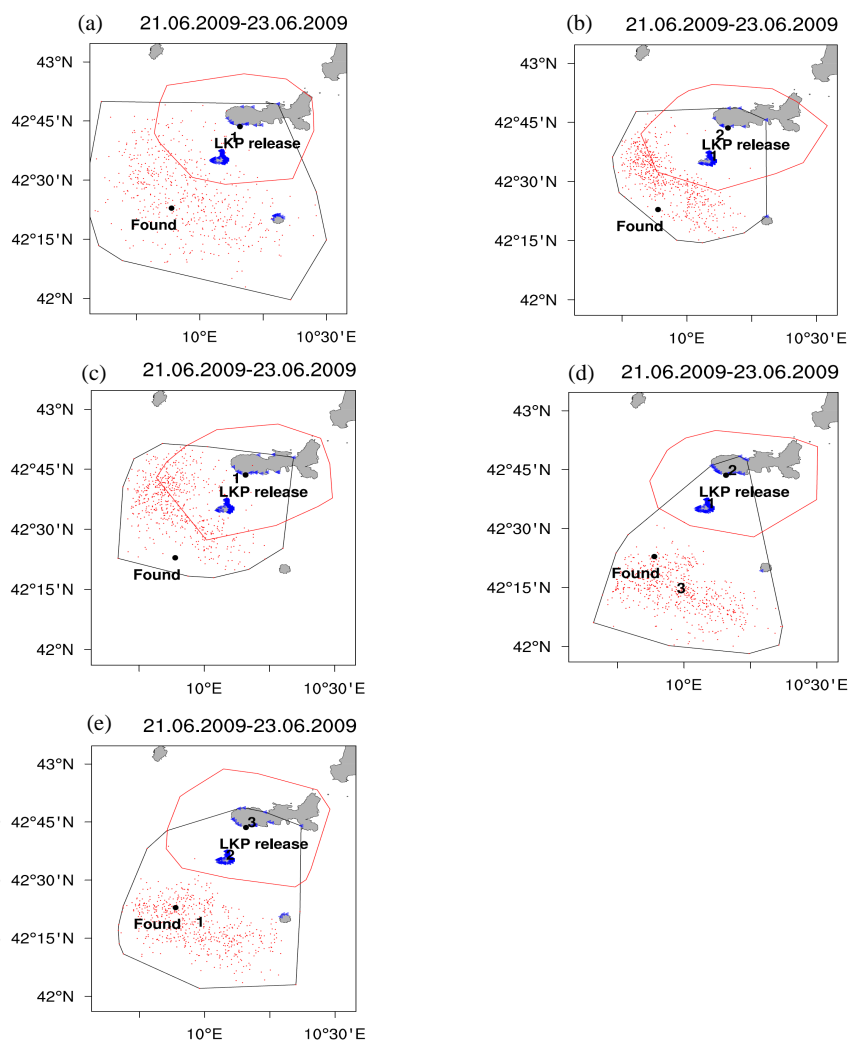 (a) 21.06.2009-23.06.2009
43°N
42°45'N
42°30'N
42°15'N
42°N
10°E 10°30'E
1
LKP release
Found
(b) 21.06.2009-23.06.2009
43°N
42°45'N
42°30'N
42°15'N
42°N
10°E 10°30'E
2
LKP release
1
Found
(c) 21.06.2009-23.06.2009
43°N
42°45'N
42°30'N
42°15'N
42°N
10°E 10°30'E
1
LKP release
Found
(d) 21.06.2009-23.06.2009
43°N
42°45'N
42°30'N
42°15'N
42°N
10°E 10°30'E
2
LKP release
1
Found
3
(e) 21.06.2009-23.06.2009
43°N
42°45'N
42°30'N
42°15'N
42°N
10°E 10°30'E
3
LKP release
2
Found
1